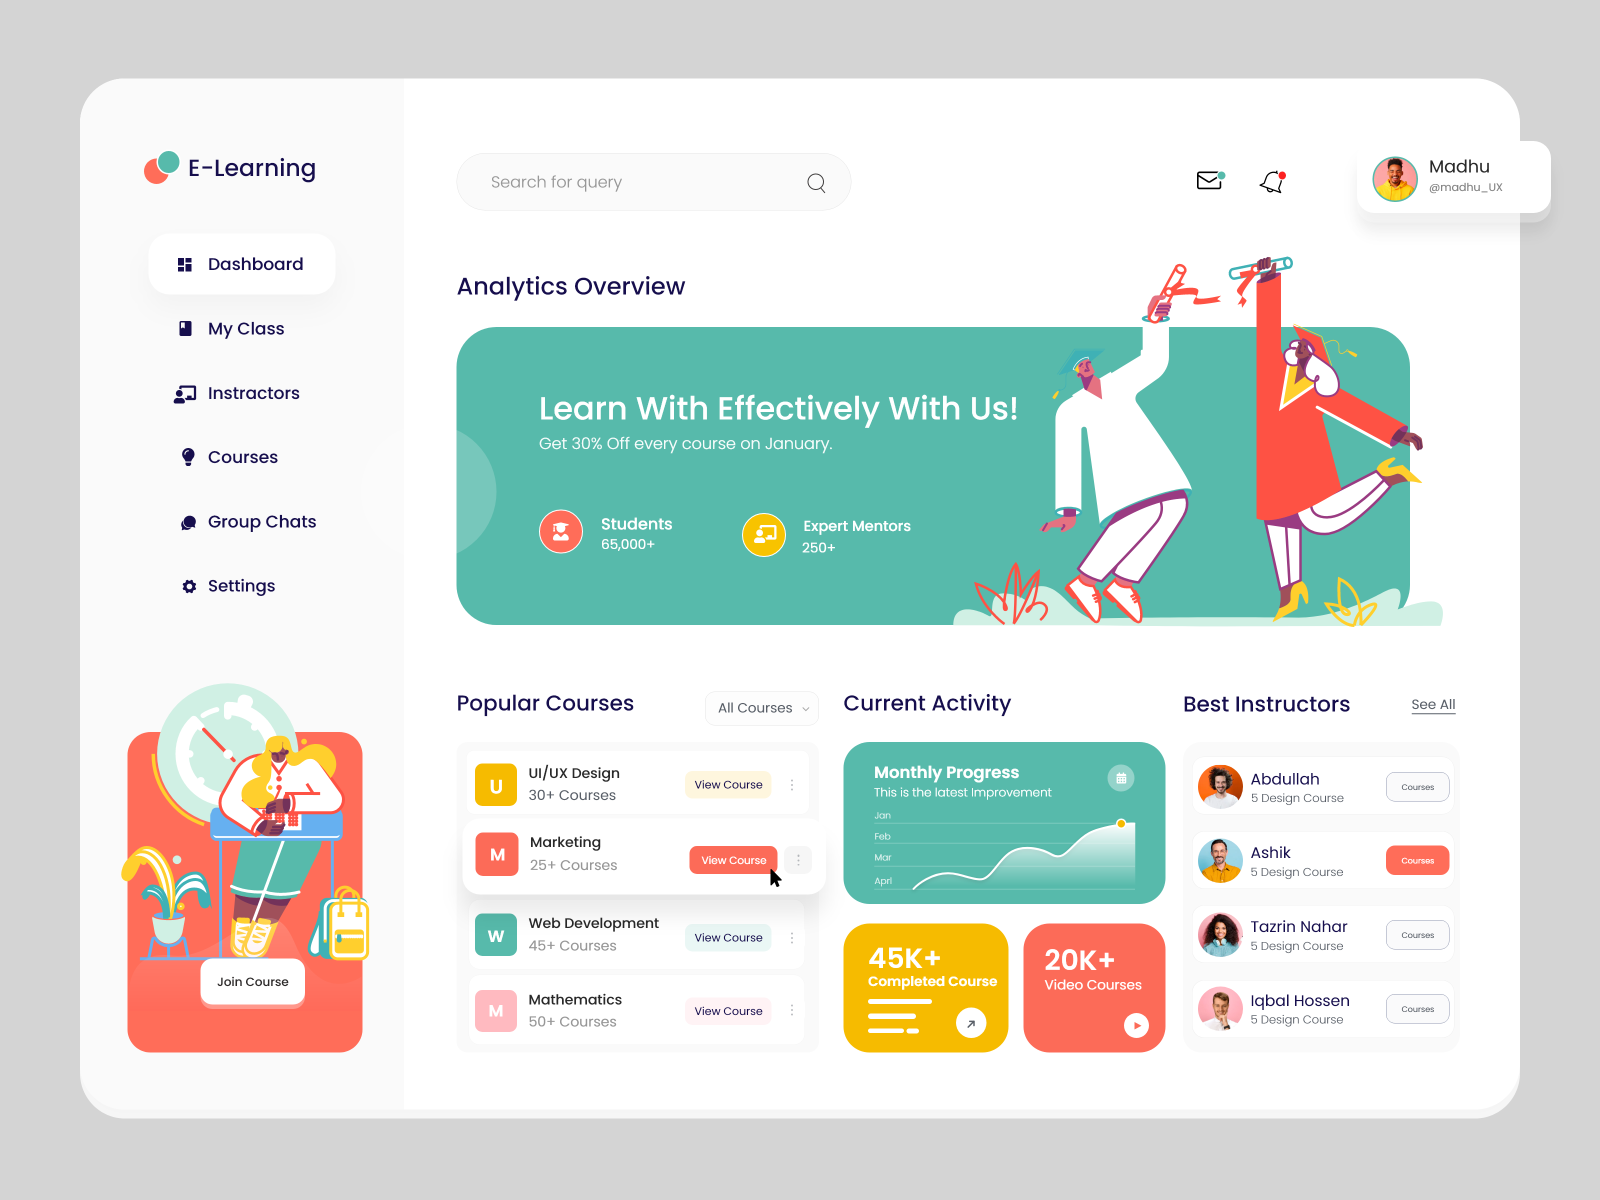 E-Learning
Dashboard
My Class
Instractors
Courses
Group Chats
Settings
Join Course
Search for query
Madhu
@madhu_UX
Analytics Overview
Learn With Effectively With Us!
Get 30% Off every course on January.
Students
65,000+
Expert Mentors
250+
Popular Courses
All Courses
U
UI/UX Design
30+ Courses
View Course
M
Marketing
25+ Courses
View Course
W
Web Development
45+ Courses
View Course
M
Mathematics
50+ Courses
View Course
Current Activity
Monthly Progress
This is the latest Improvement
Jan
Feb
Mar
Aprl
45K+
Completed Course
20K+
Video Courses
Best Instructors
See All
Abdullah
5 Design Course
Courses
Ashik
5 Design Course
Courses
Tazrin Nahar
5 Design Course
Courses
Iqbal Hossen
5 Design Course
Courses